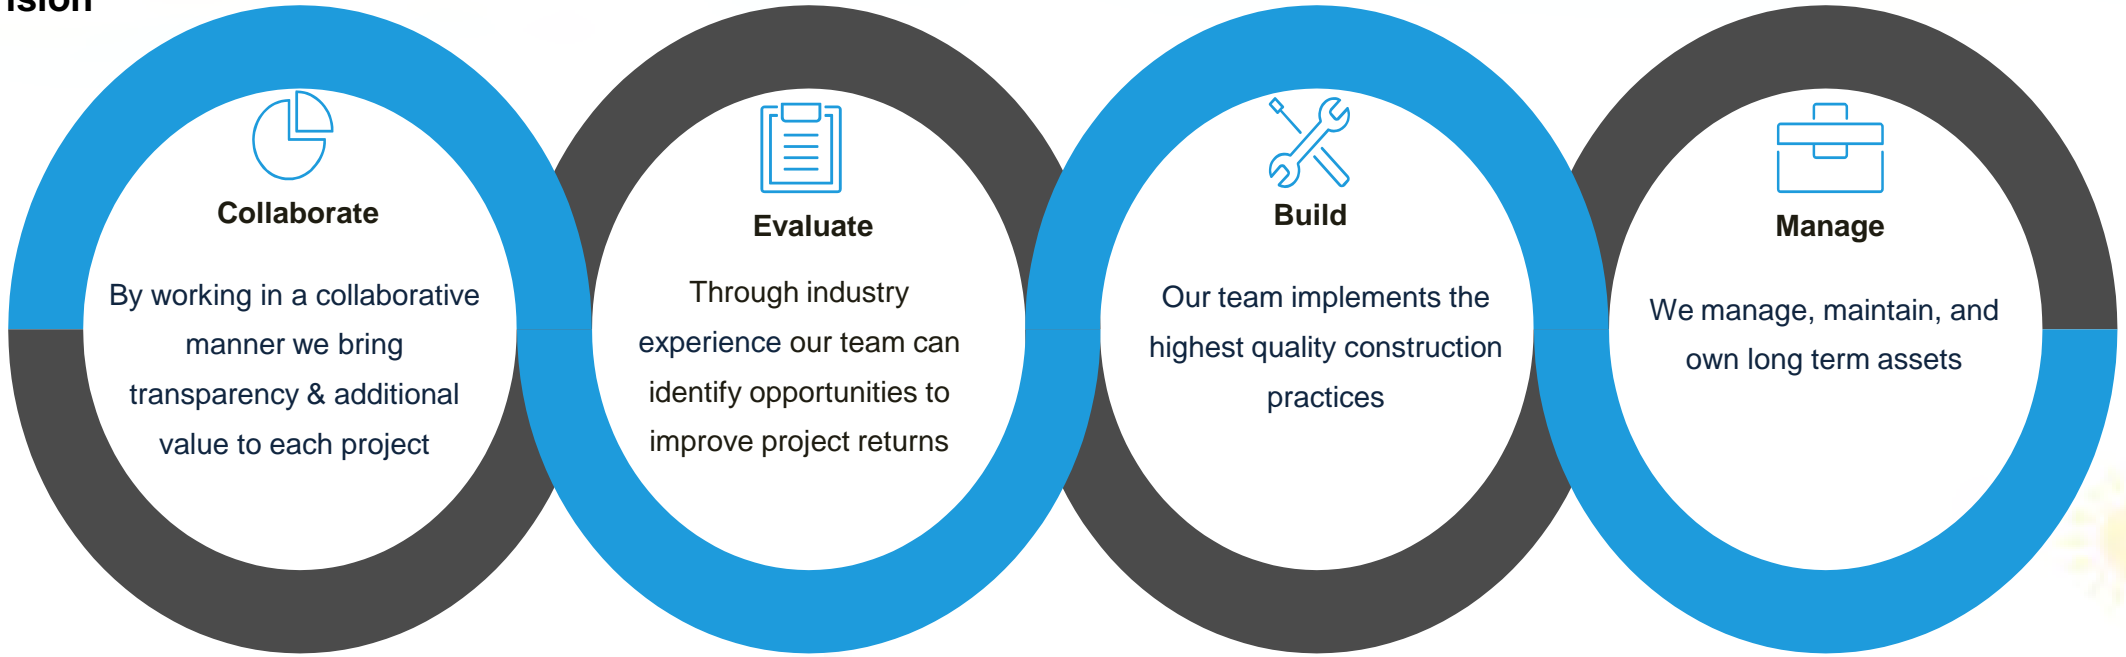 ision
Collaborate
By working in a collaborative
manner we bring
transparency & additional
value to each project
Evaluate
Through industry
experience our team can
identify opportunities to
improve project returns
Build
Our team implements the
highest quality construction
practices
Manage
We manage, maintain, and
own long term assets